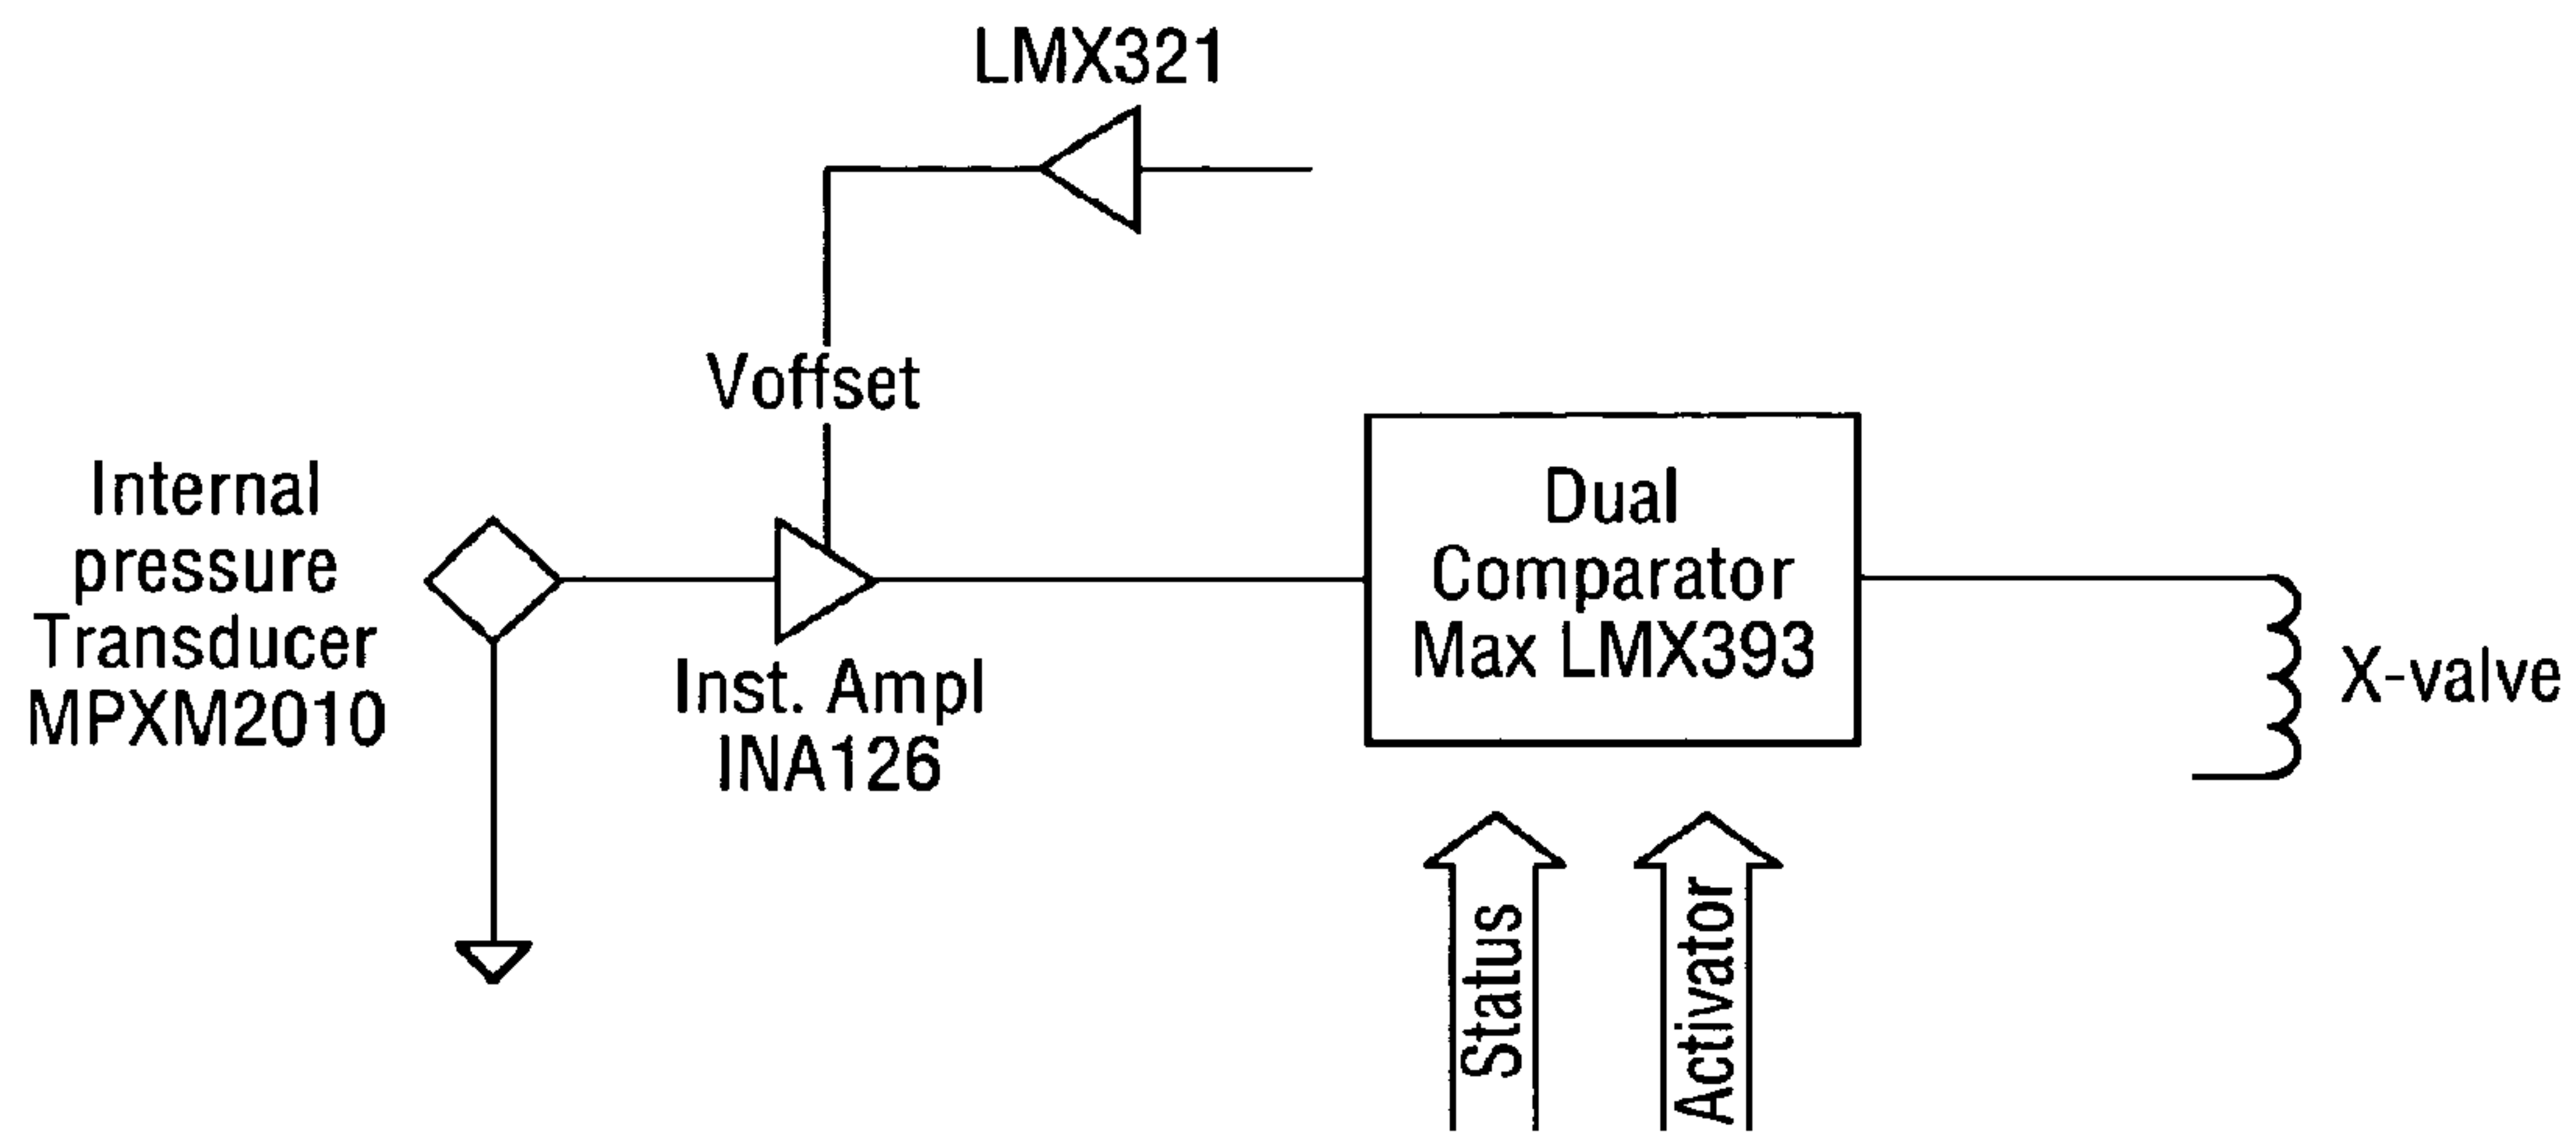 LMX321
Voffset
Internal
pressure
Transducer
MPXM2010
Inst. Ampl
INA126
Dual
Comparator
Max LMX393
X-valve
Status
Activator